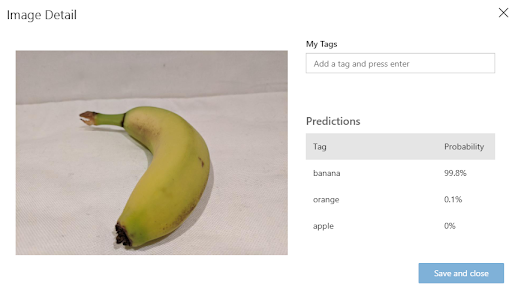 Image Detail
My Tags
Add a tag and press enter
Predictions
Tag Probability
banana 99.8%
orange 0.1%
apple 0%
Save and close